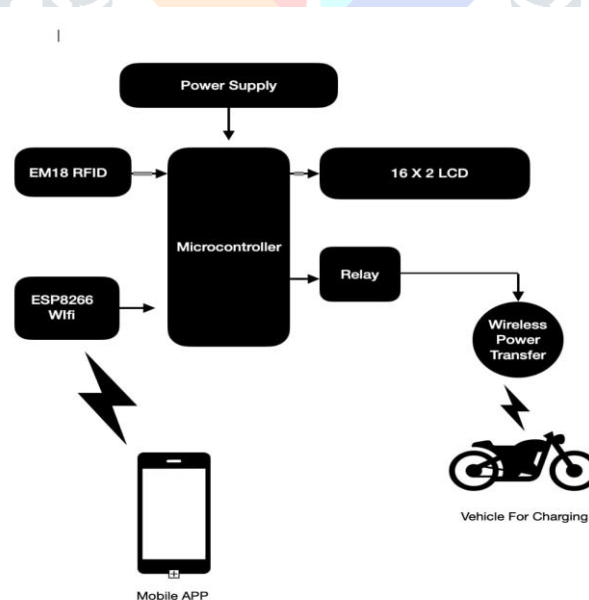 Power Supply
EM18 RFID
16 X 2 LCD
Microcontroller
Relay
ESP8266
WIfi
Wireless
Power
Transfer
Vehicle For Charging
Mobile APP